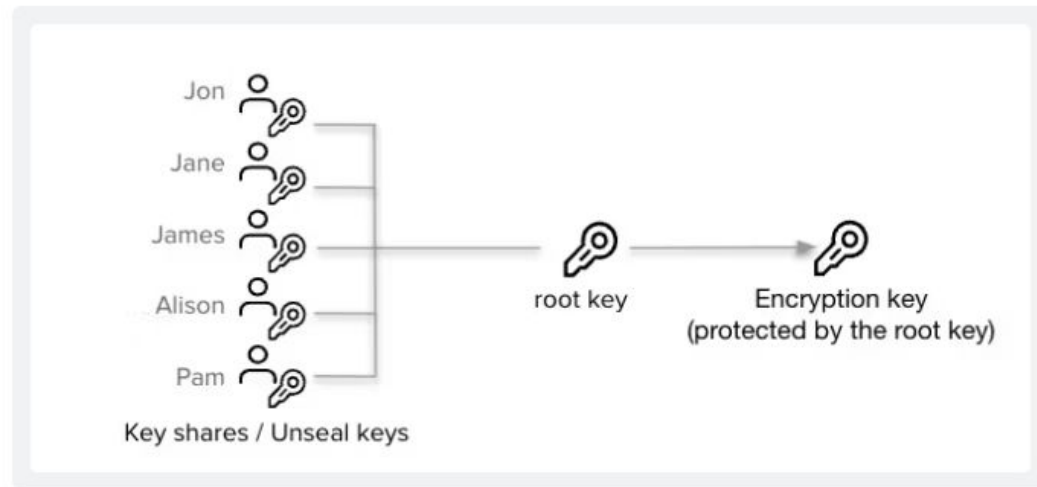 Jon
Jane
James
Alison
Pam
Key shares / Unseal keys
root key
Encryption key
(protected by the root key)